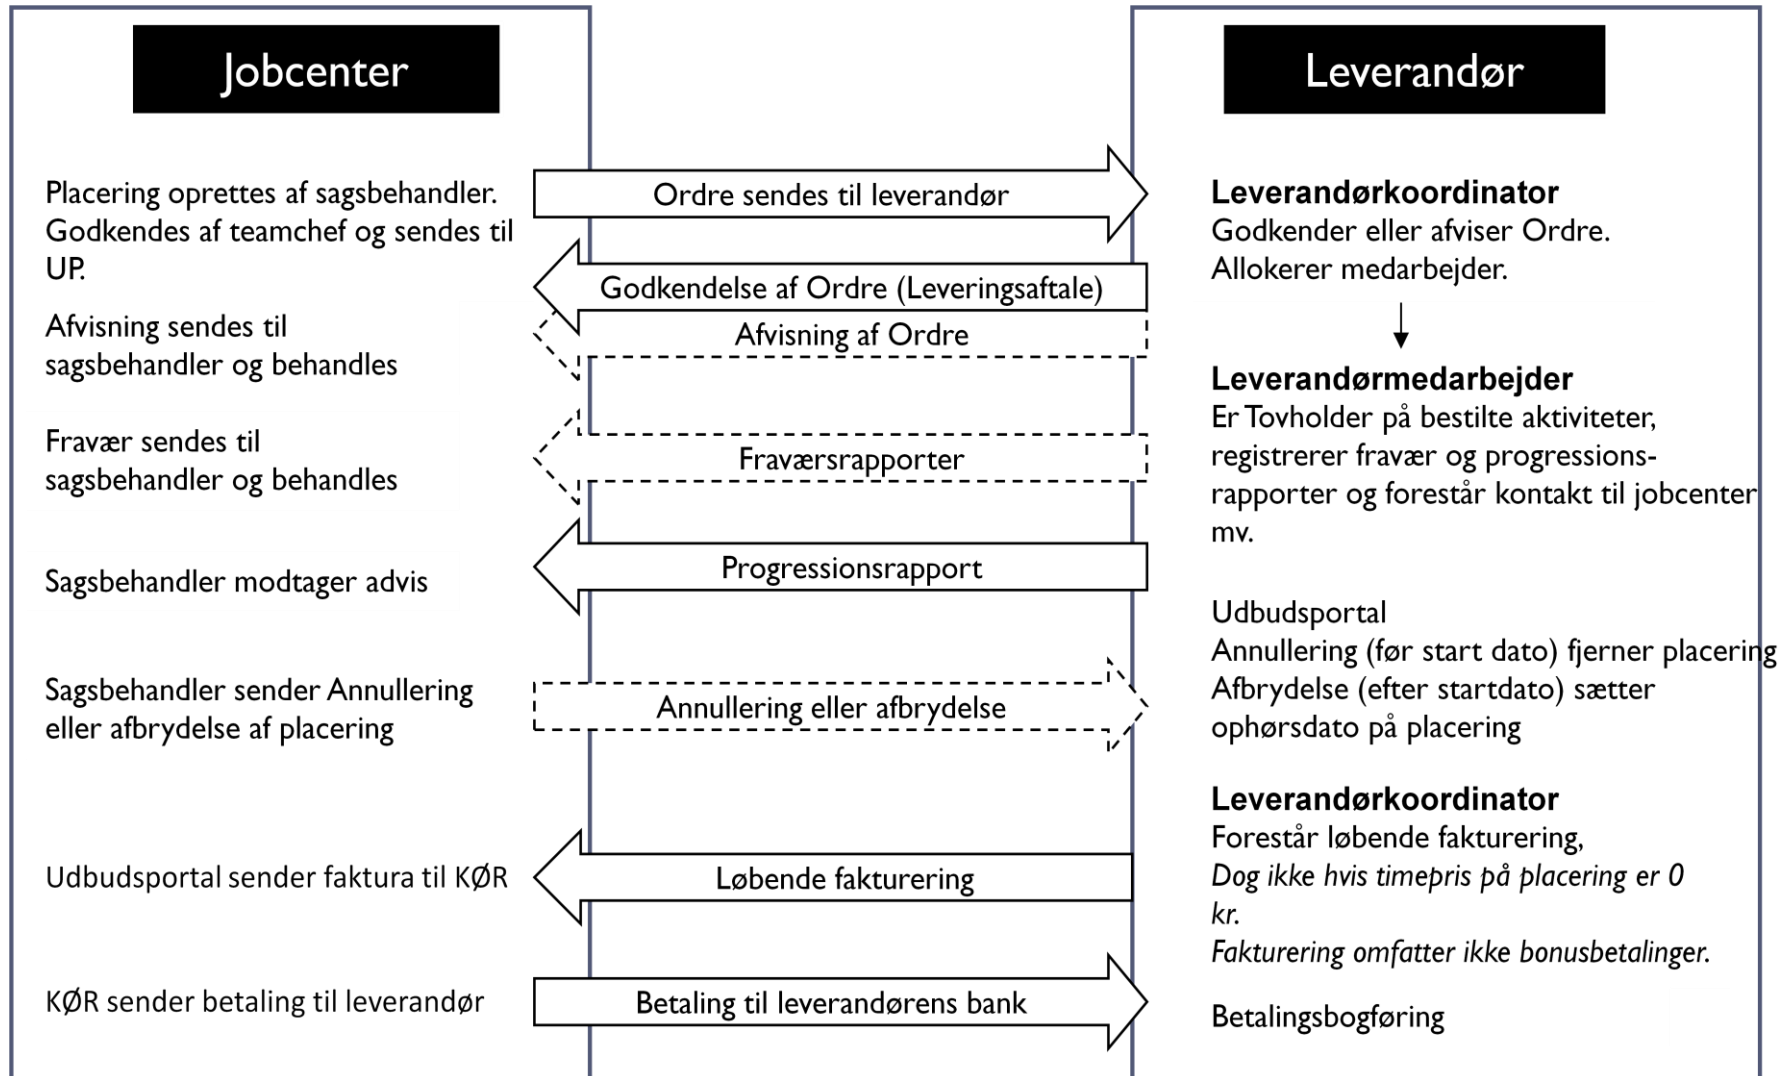 Jobcenter
Leverandør
Placering oprettes af sagsbehandler.
Godkendes af teamchef og sendes til
UP.
Ordre sendes til leverandør
Leverandørkoordinator
Godkender eller afviser Ordre.
Allokerer medarbejder.
Godkendelse af Ordre (Leveringsaftale)
Afvisning sendes til
sagsbehandler og behandles
Afvisning af Ordre
Leverandørmedarbejder
Er Tovholder på bestilte aktiviteter,
registrerer fravær og progressions-
rapporter og forestår kontakt til jobcenter
mv.
Fravær sendes til
sagsbehandler og behandles
Fraværsrapporter
Sagsbehandler modtager advis
Progressionsrapport
Udbudsportal
Annullering (før start dato) fjerner placering
Afbrydelse (efter startdato) sætter
ophørsdato på placering
Sagsbehandler sender Annullering
eller afbrydelse af placering
Annullering eller afbrydelse
Leverandørkoordinator
Forestår løbende fakturering,
Dog ikke hvis timepris på placering er 0
kr.
Fakturering omfatter ikke bonusbetalinger.
Udbudsportal sender faktura til KØR
Løbende fakturering
KØR sender betaling til leverandør
Betaling til leverandørens bank
Betalingsbogføring